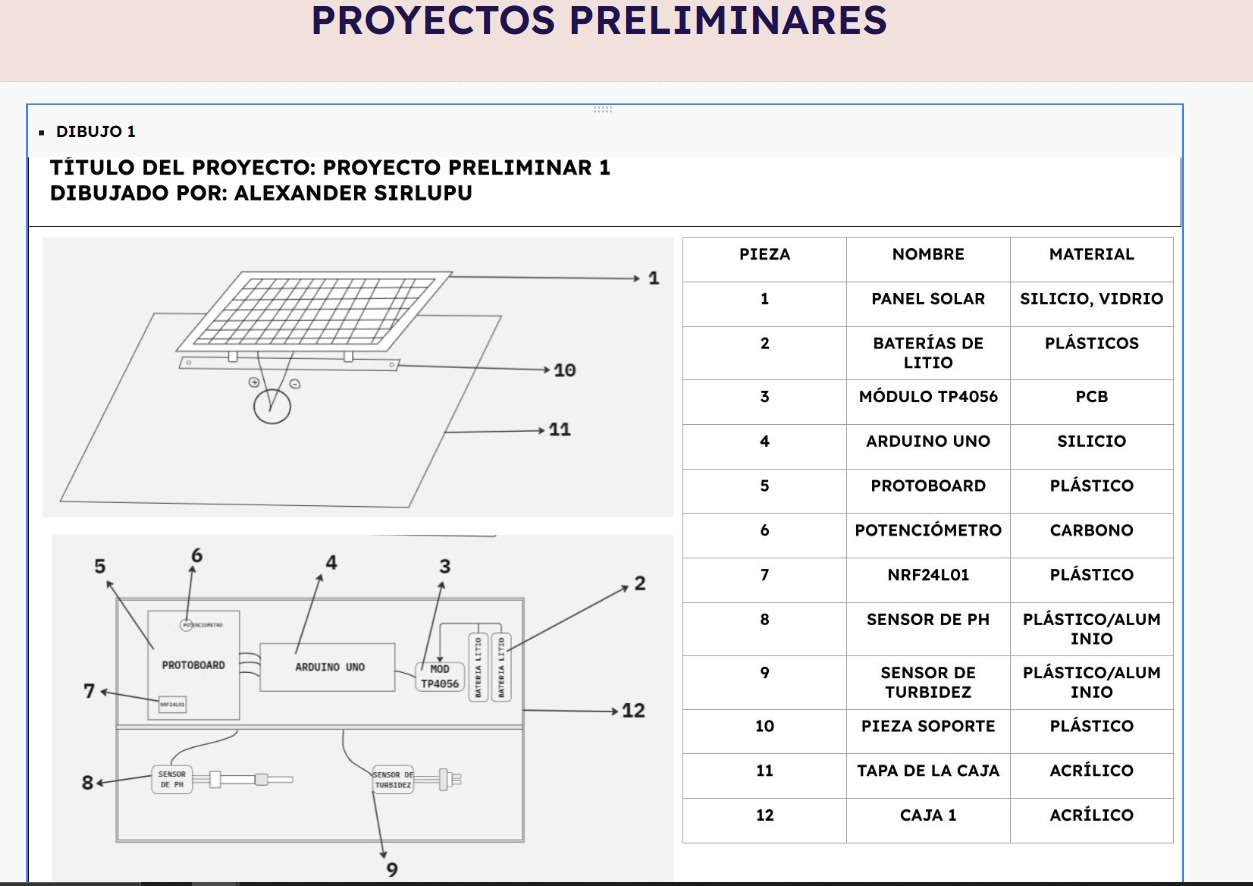 PROYECTOS PRELIMINARES
▪ DIBUJO 1
TÍTULO DEL PROYECTO: PROYECTO PRELIMINAR 1
DIBUJADO POR: ALEXANDER SIRLUPU
1
10
+ -
11
6
5
4
3
2
POTENCIOMETRO
PROTOBOARD
ARDUINO UNO
MOD
TP4056
BATERIA LITIO
BATERIA LITIO
7
NRF24L01
12
8
SENSOR
DE PH
SENSOR DE
TURBIDEZ
9
PIEZA NOMBRE MATERIAL
1 PANEL SOLAR SILICIO, VIDRIO
2 BATERÍAS DE PLÁSTICOS
LITIO
3 MÓDULO TP4056 PCB
4 ARDUINO UNO SILICIO
5 PROTOBOARD PLÁSTICO
6 POTENCIÓMETRO CARBONO
7 NRF24L01 PLÁSTICO
8 SENSOR DE PH PLÁSTICO/ALUM
INIO
9 SENSOR DE PLÁSTICO/ALUM
TURBIDEZ INIO
10 PIEZA SOPORTE PLÁSTICO
11 TAPA DE LA CAJA ACRÍLICO
12 CAJA 1 ACRÍLICO